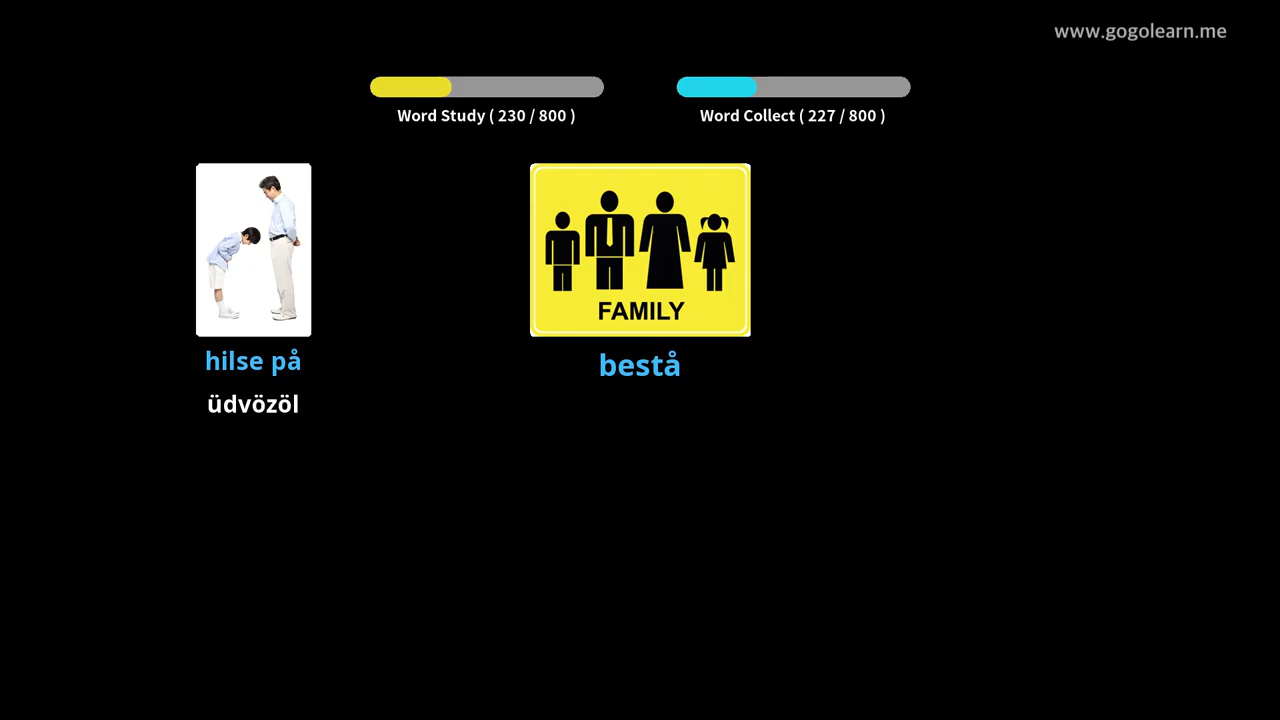 www.gogolearn.me
Word Study ( 230 / 800 )
Word Collect ( 227 / 800 )
FAMILY
hilse på
bestå
üdvözöl